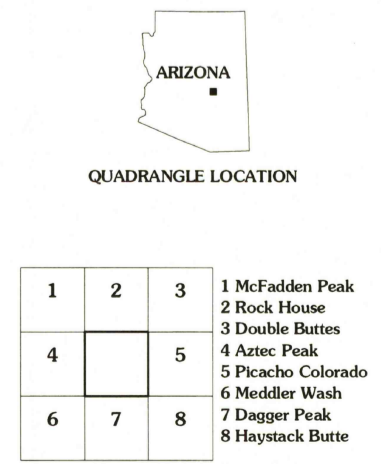 ARIZONA
QUADRANGLE LOCATION
1 2 3
4 5
6 7 8
1 McFadden Peak
2 Rock House
3 Double Buttes
4 Aztec Peak
5 Picacho Colorado
6 Meddler Wash
7 Dagger Peak
8 Haystack Butte